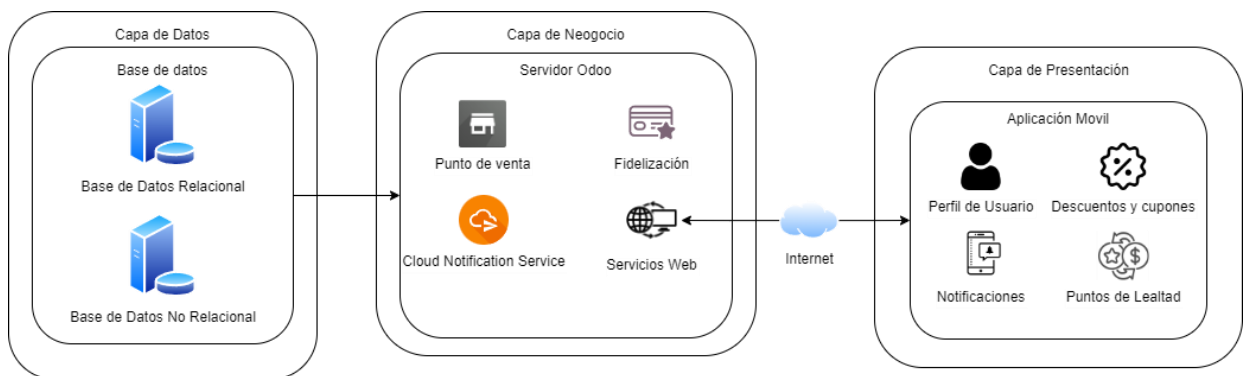 Capa de Datos
Base de datos
Base de Datos Relacional
Base de Datos No Relacional
Capa de Neogocio
Servidor Odoo
Punto de venta
Fidelización
Cloud Notification Service
Servicios Web
Internet
Capa de Presentación
Aplicación Movil
Perfil de Usuario
Descuentos y cupones
Notificaciones
Puntos de Lealtad